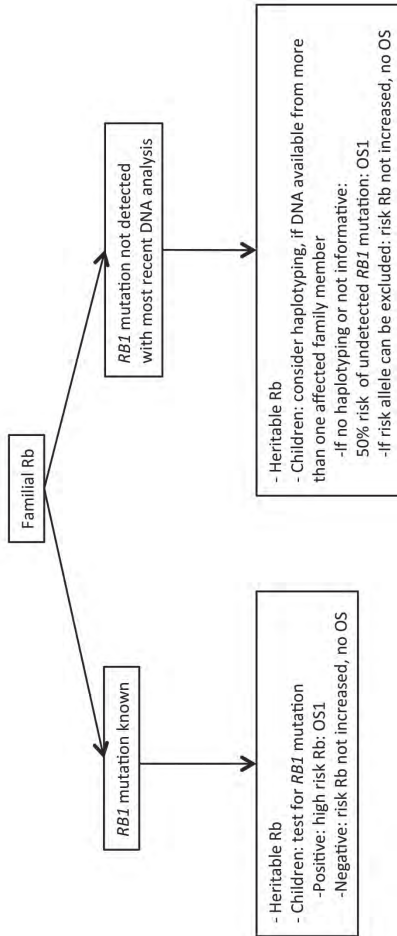 Familial Rb
RB1 mutation known
RB1 mutation not detected
with most recent DNA analysis
- Heritable Rb
- Children: test for RB1 mutation
-Positive: high risk Rb: OS1
-Negative: risk Rb not increased, no OS
- Heritable Rb
- Children: consider haplotyping, if DNA available from more
than one affected family member
-If no haplotyping or not informative:
50% risk of undetected RB1 mutation: OS1
-If risk allele can be excluded: risk Rb not increased, no OS